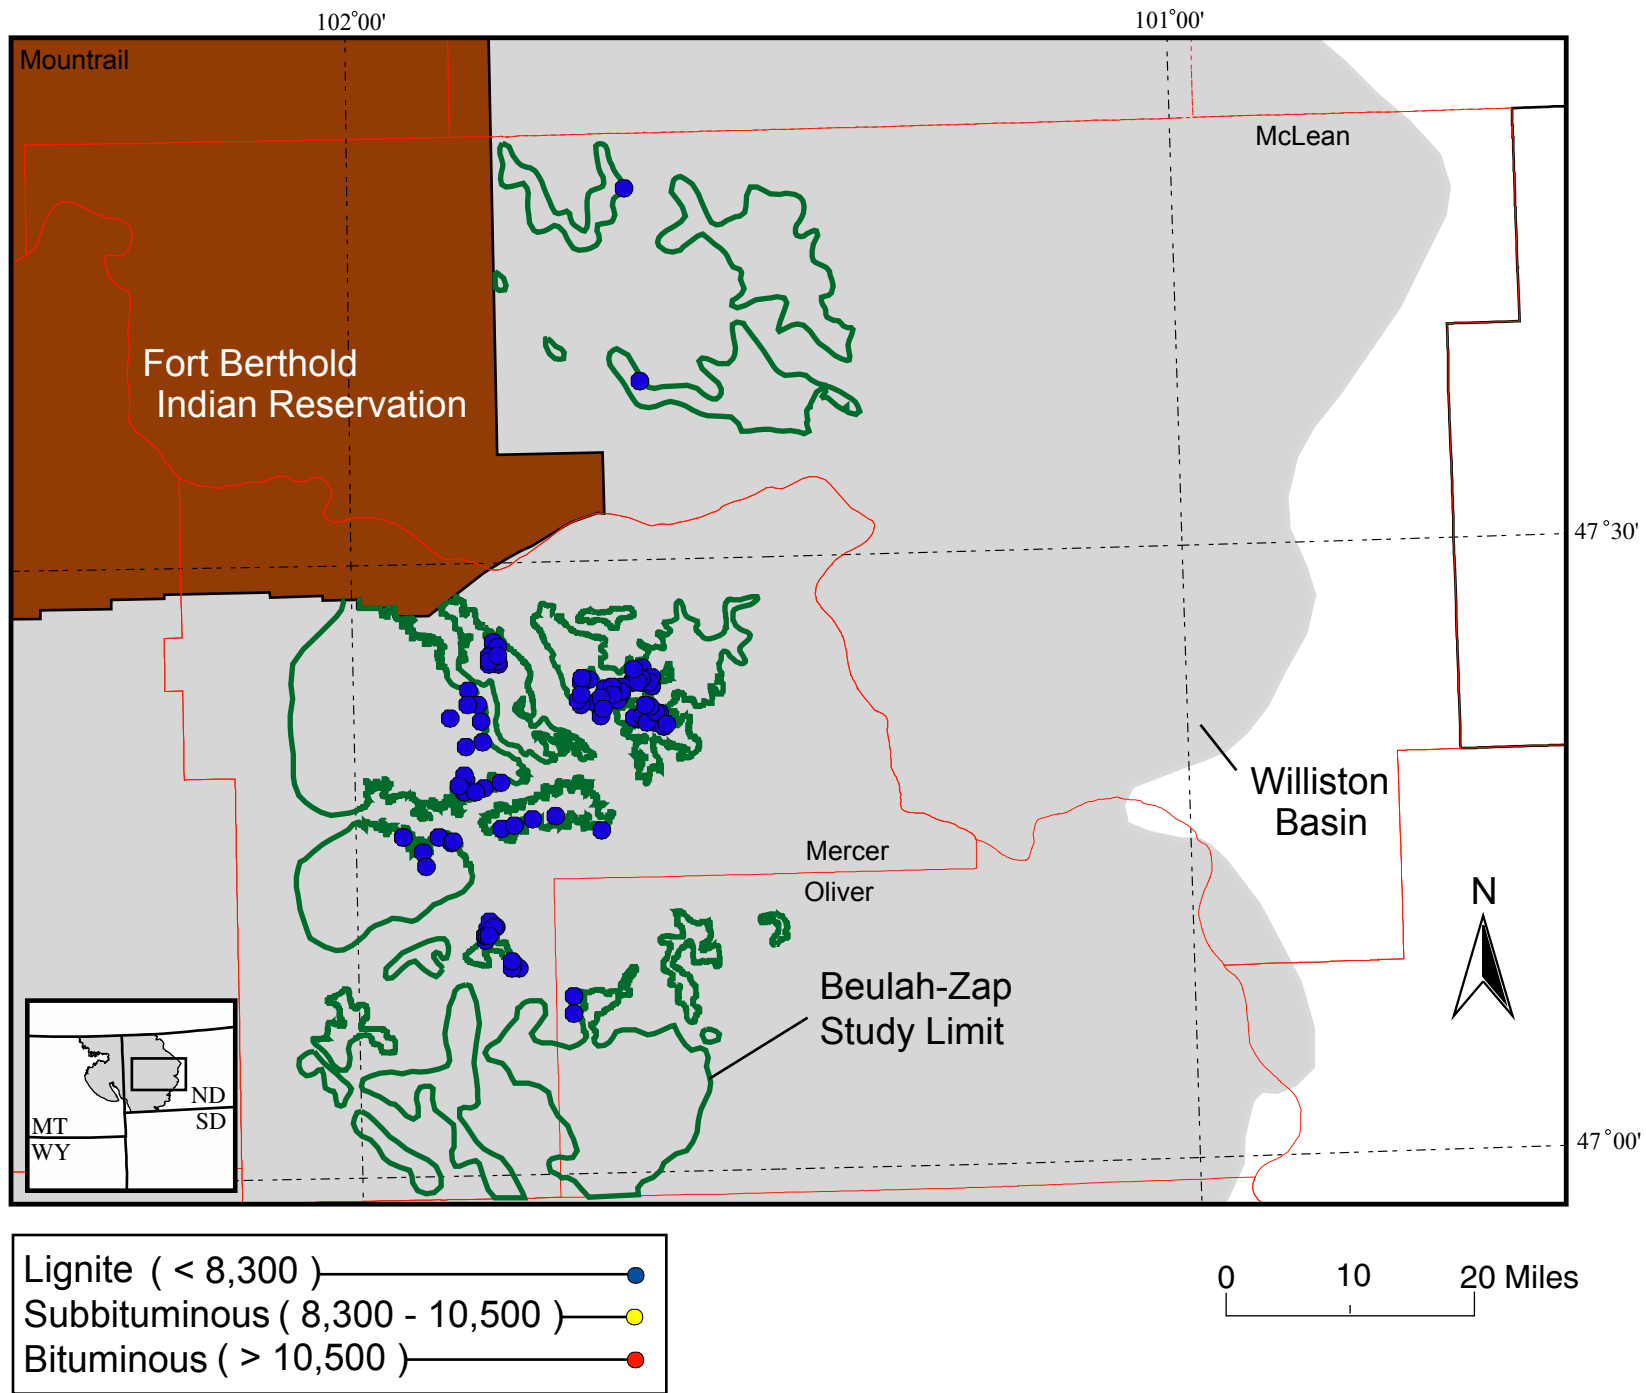 102°00'
101°00'
Mountrail
McLean
Fort Berthold
Indian Reservation
47°30'
Williston
Basin
Mercer
Oliver
N
Beulah-Zap
Study Limit
ND
SD
MT
WY
47°00'
Lignite ( < 8,300 )
Subbituminous ( 8,300 - 10,500 )
Bituminous ( > 10,500 )
0 10 20 Miles